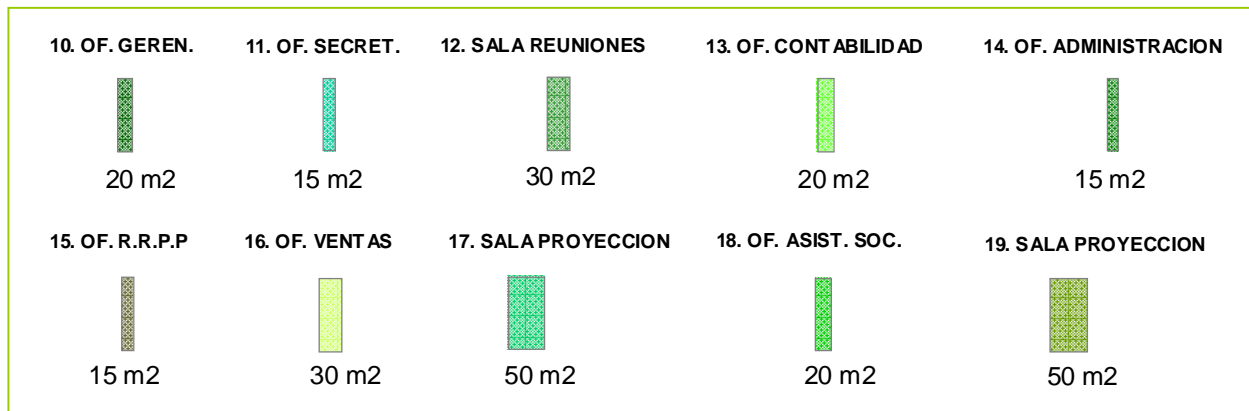 10. OF. GEREN. 11. OF. SECRET. 12. SALA REUNIONES 13. OF. CONTABILIDAD 14. OF. ADMINISTRACION
20 m2 15 m2 30 m2 20 m2 15 m2
15. OF. R.R.P.P 16. OF. VENTAS 17. SALA PROYECCION 18. OF. ASIST. SOC. 19. SALA PROYECCION
15 m2 30 m2 50 m2 20 m2 50 m2